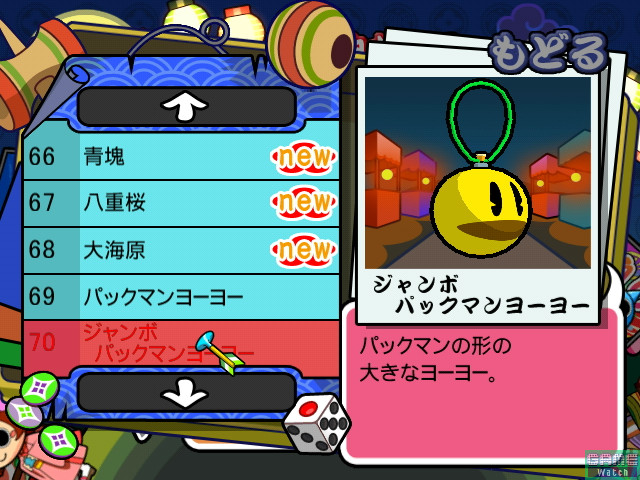 もどる
66 青塊 new
67 八重桜 new
68 大海原 new
69 パックマンヨーヨー
70 ジャンボ
パックマンヨーヨー
ジャンボ
パックマンヨーヨー
パックマンの形の
大きなヨーヨー。
GAME
Watch